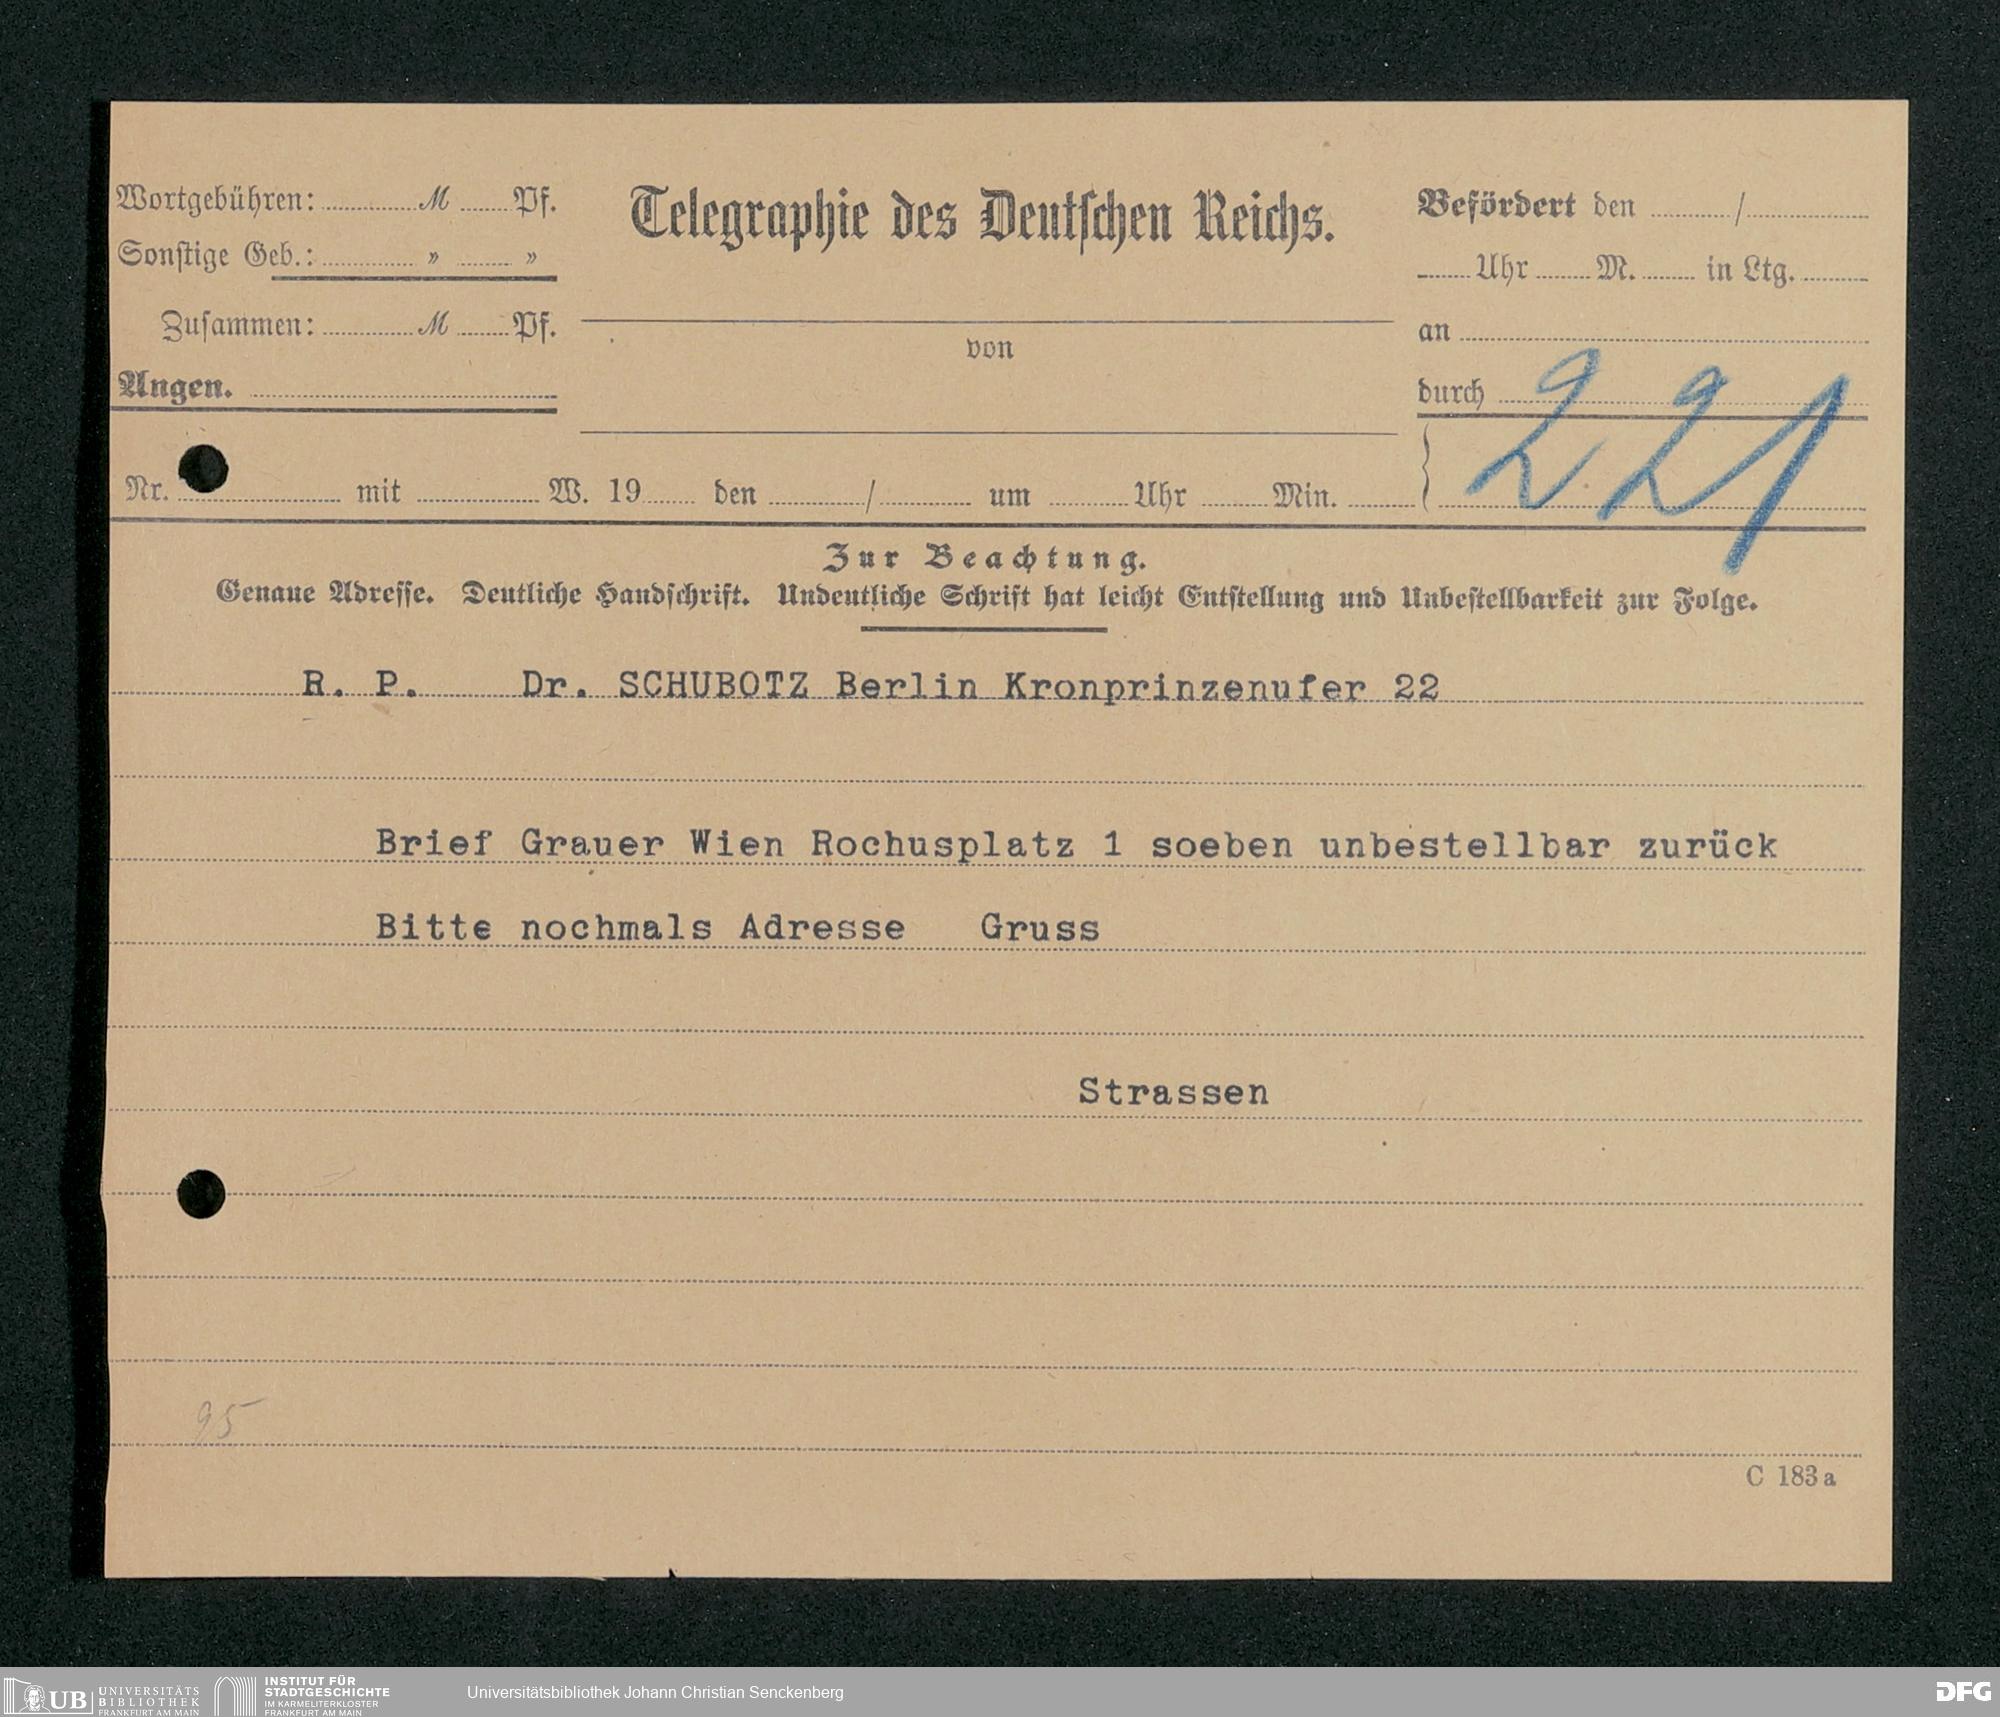 Wortgebühren: M Pf.
Sonstige Geb.: " "
Zusammen: M Pf.
Angen.
Telegraphie des Deutschen Reichs.
von
Befördert den /
Uhr M. in Ltg.
an
durch
221
Nr. mit W. 19 den / um Uhr Min.
Zur Beachtung.
Genaue Adresse. Deutliche Handschrift. Undeutliche Schrift hat leicht Entstellung und Unbestellbarkeit zur Folge.
R. P. Dr. SCHUBOTZ Berlin Kronprinzenufer 22
Brief Grauer Wien Rochusplatz 1 soeben unbestellbar zurück
Bitte nochmals Adresse Gruss
Strassen
95
C 183 a
UB UNIVERSITÄTS
BIBLIOTHEK
FRANKFURT AM MAIN
INSTITUT FÜR
STADTGESCHICHTE
IM KARMELITERKLOSTER
FRANKFURT AM MAIN
Universitätsbibliothek Johann Christian Senckenberg
DFG